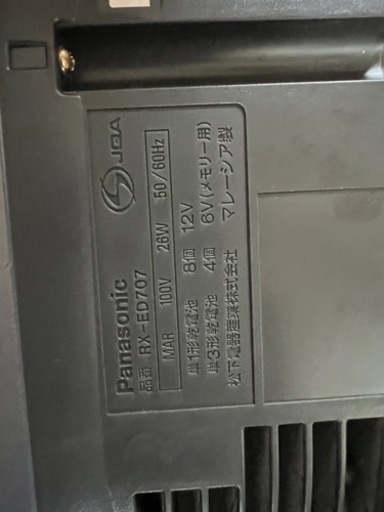 Panasonic
JQA
品番 RX-ED707
MAR 100V 26W 50/60Hz
単1形乾電池 8個 12V
単3形乾電池 4個 6V(メモリー用)
松下電器産業株式会社 マレーシア製